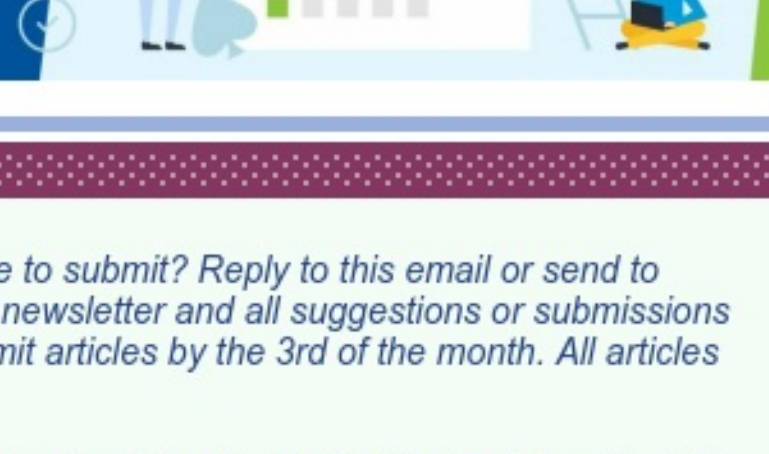 e to submit? Reply to this email or send to
newsletter and all suggestions or submissions
mit articles by the 3rd of the month. All articles